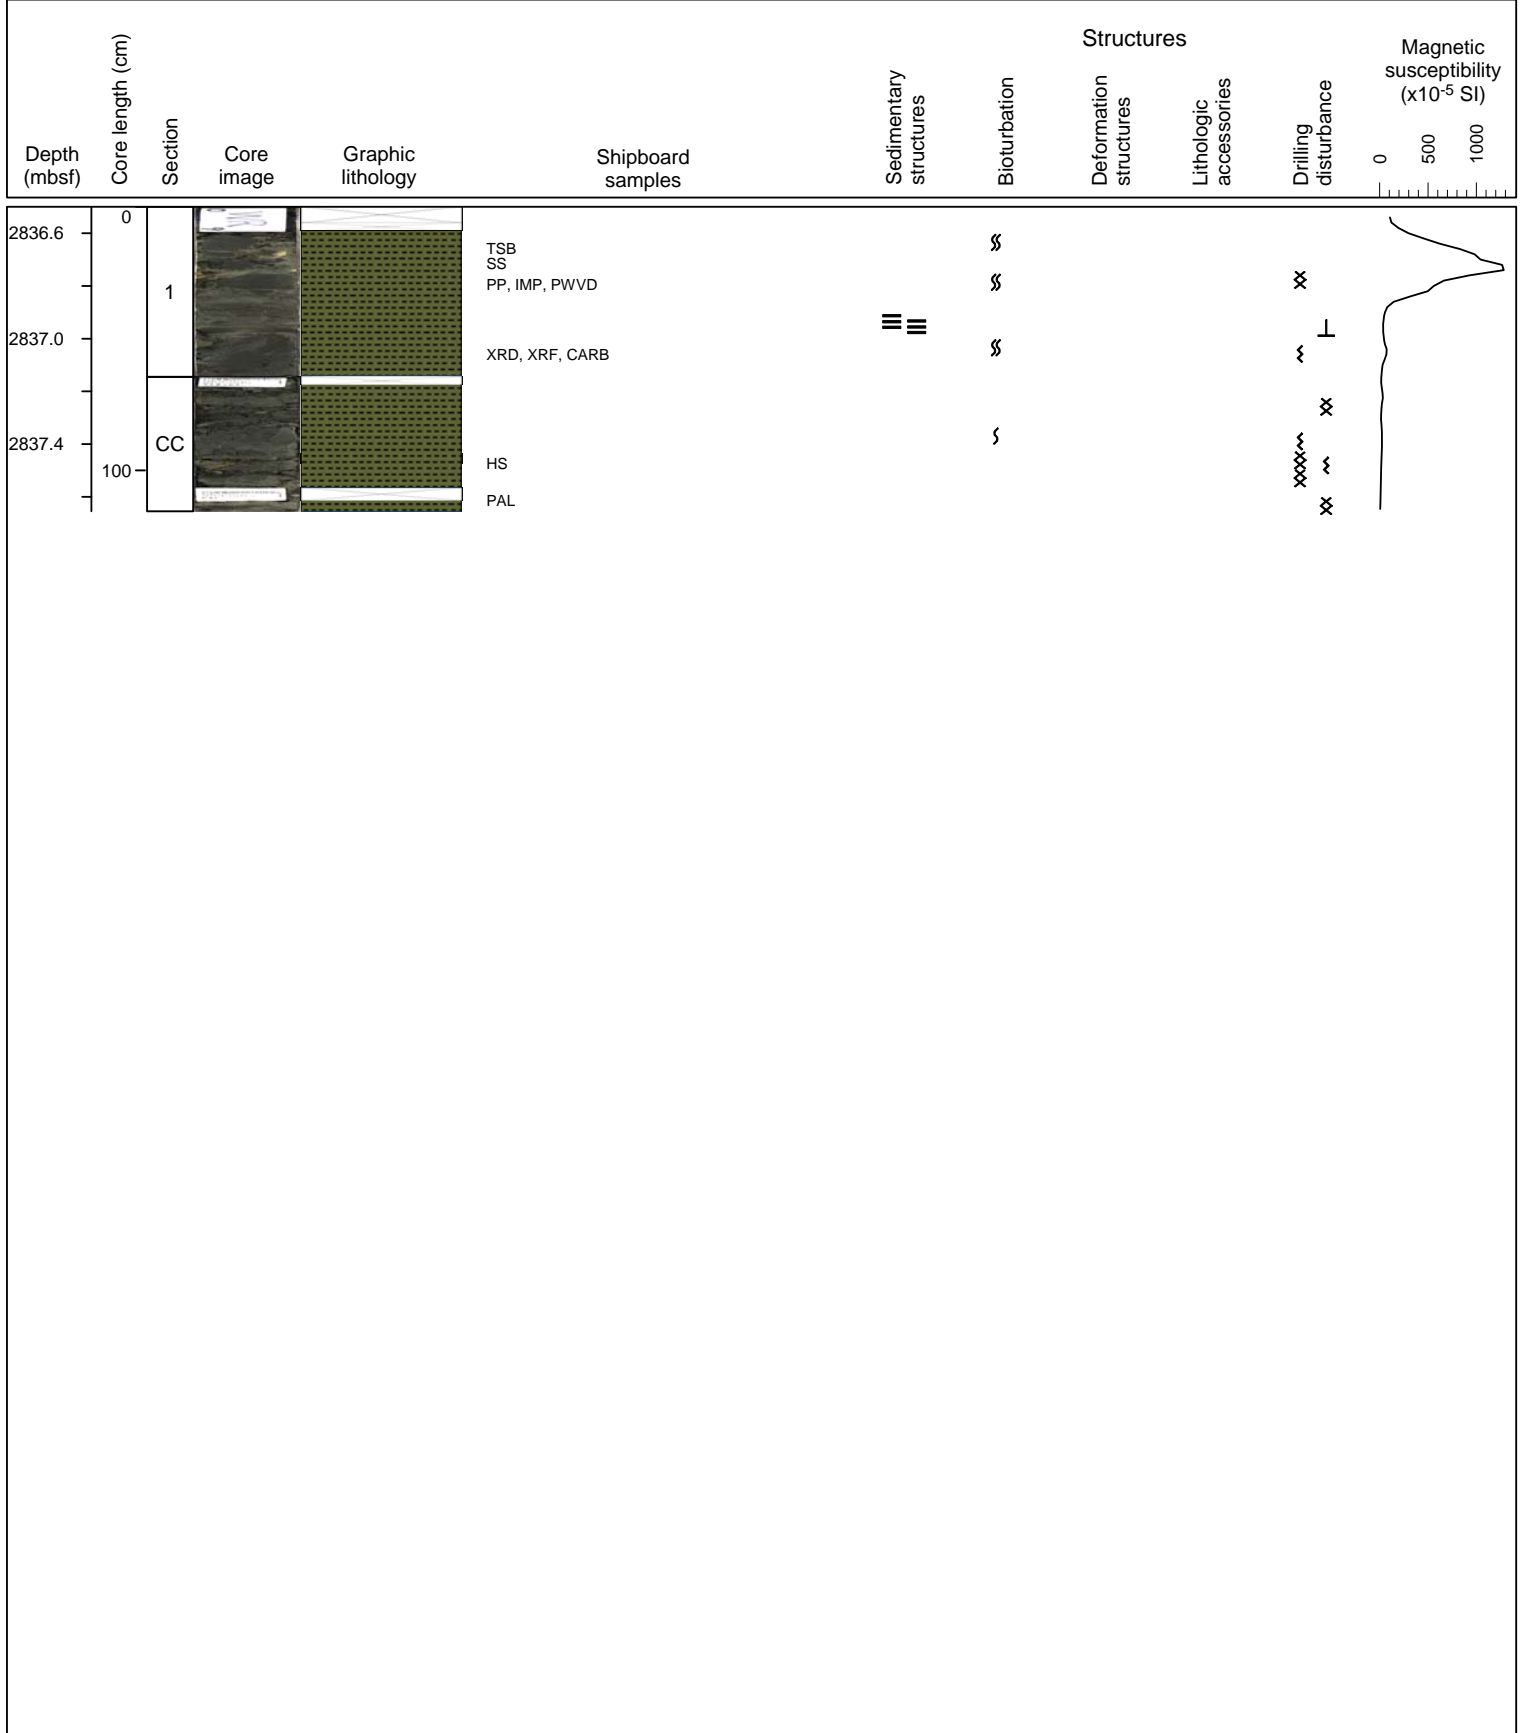 Structures
Depth
(mbsf)
Core length (cm)
Section
Core
image
Graphic
lithology
Shipboard
samples
Sedimentary
structures
Bioturbation
Deformation
structures
Lithologic
accessories
Drilling
disturbance
Magnetic
susceptibility
(x10-5 SI)
0
500
1000
0
2836.6
TSB
SS
PP, IMP, PWVD
1
2837.0
XRD, XRF, CARB
2837.4
CC
HS
100
PAL